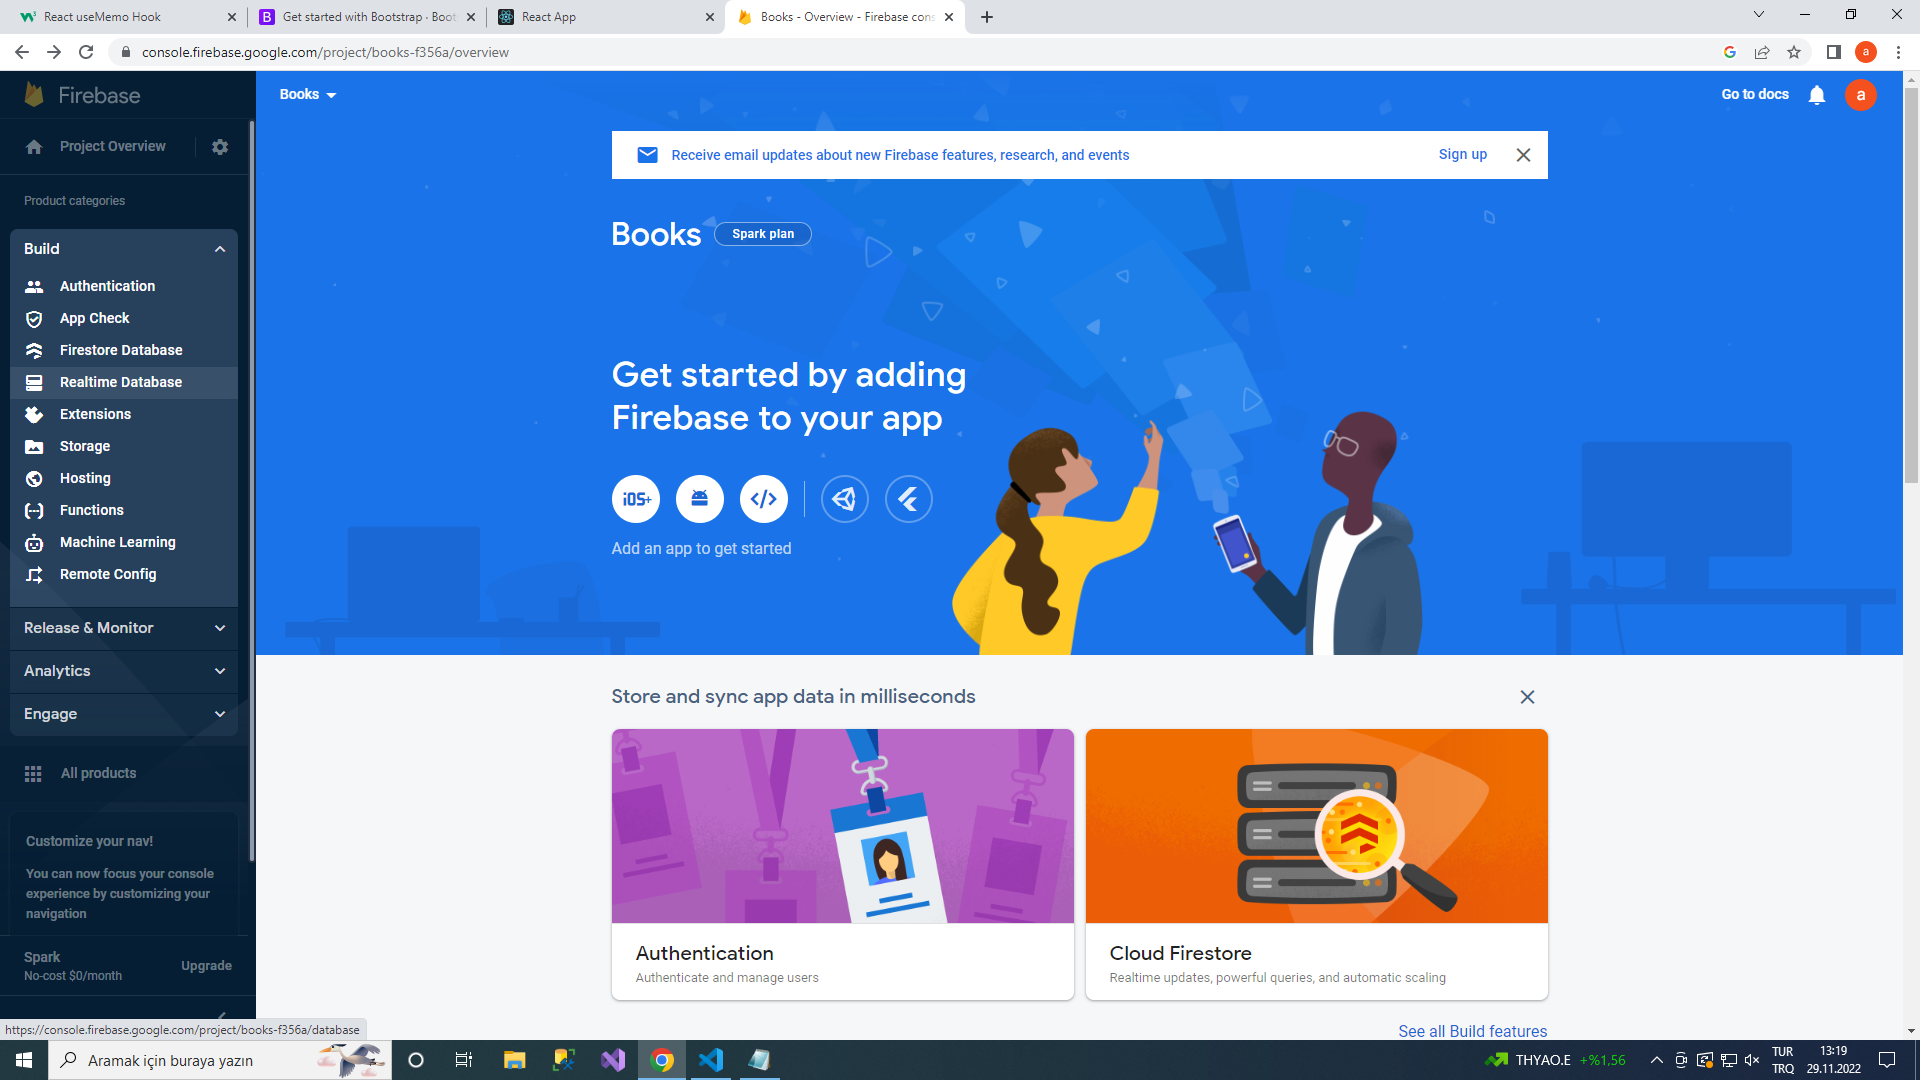 React useMemo Hook
Get started with Bootstrap · Boot
React App
Books - Overview - Firebase cons
console.firebase.google.com/project/books-f356a/overview
a
Firebase
Project Overview
Product categories
Build
Authentication
App Check
Firestore Database
Realtime Database
Extensions
Storage
Hosting
Functions
Machine Learning
Remote Config
Release & Monitor
Analytics
Engage
All products
Customize your nav!
You can now focus your console
experience by customizing your
navigation
Spark
No-cost $0/month
Upgrade
https://console.firebase.google.com/project/books-f356a/database
Books
Go to docs
a
Receive email updates about new Firebase features, research, and events
Sign up
Books
Spark plan
Get started by adding
Firebase to your app
iOS+
Add an app to get started
Store and sync app data in milliseconds
Authentication
Authenticate and manage users
Cloud Firestore
Realtime updates, powerful queries, and automatic scaling
See all Build features
Aramak için buraya yazın
THYAO.E +%1,56
TUR
TRQ
13:19
29.11.2022